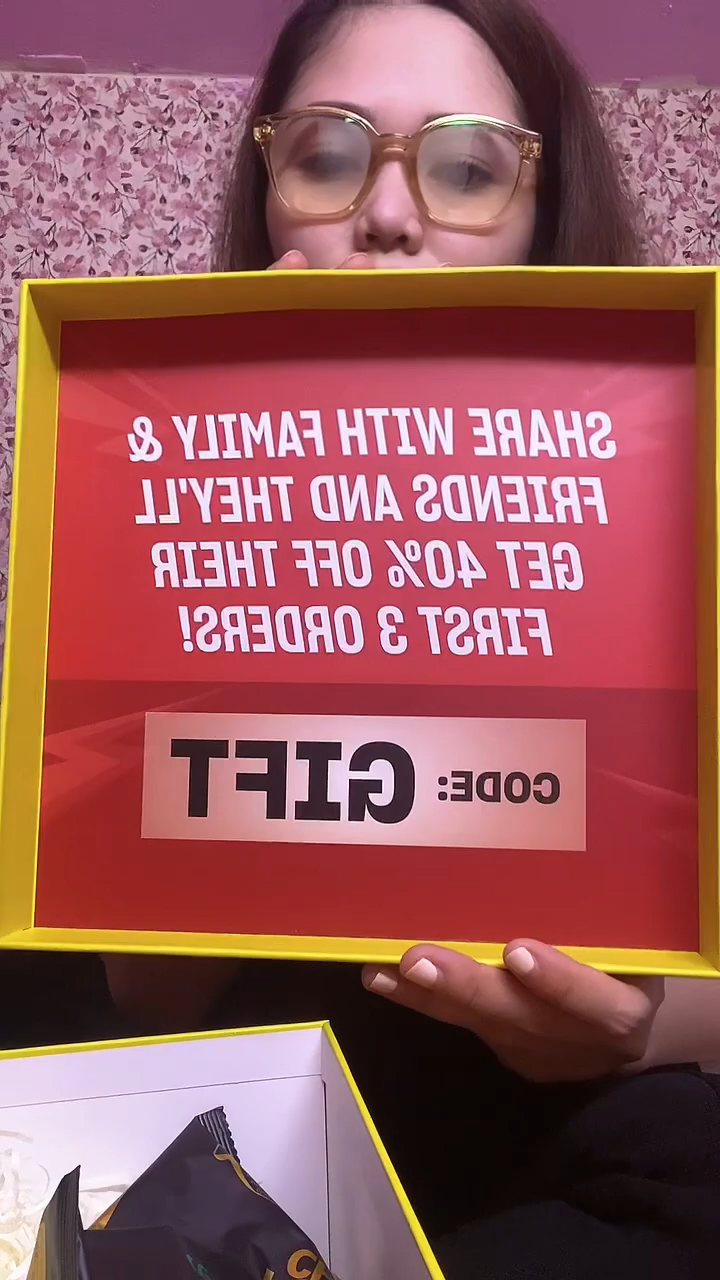 SHARE WITH FAMILY &
FRIENDS AND THEY'LL
GET 40% OFF THEIR
FIRST 3 ORDERS!
CODE: GIFT